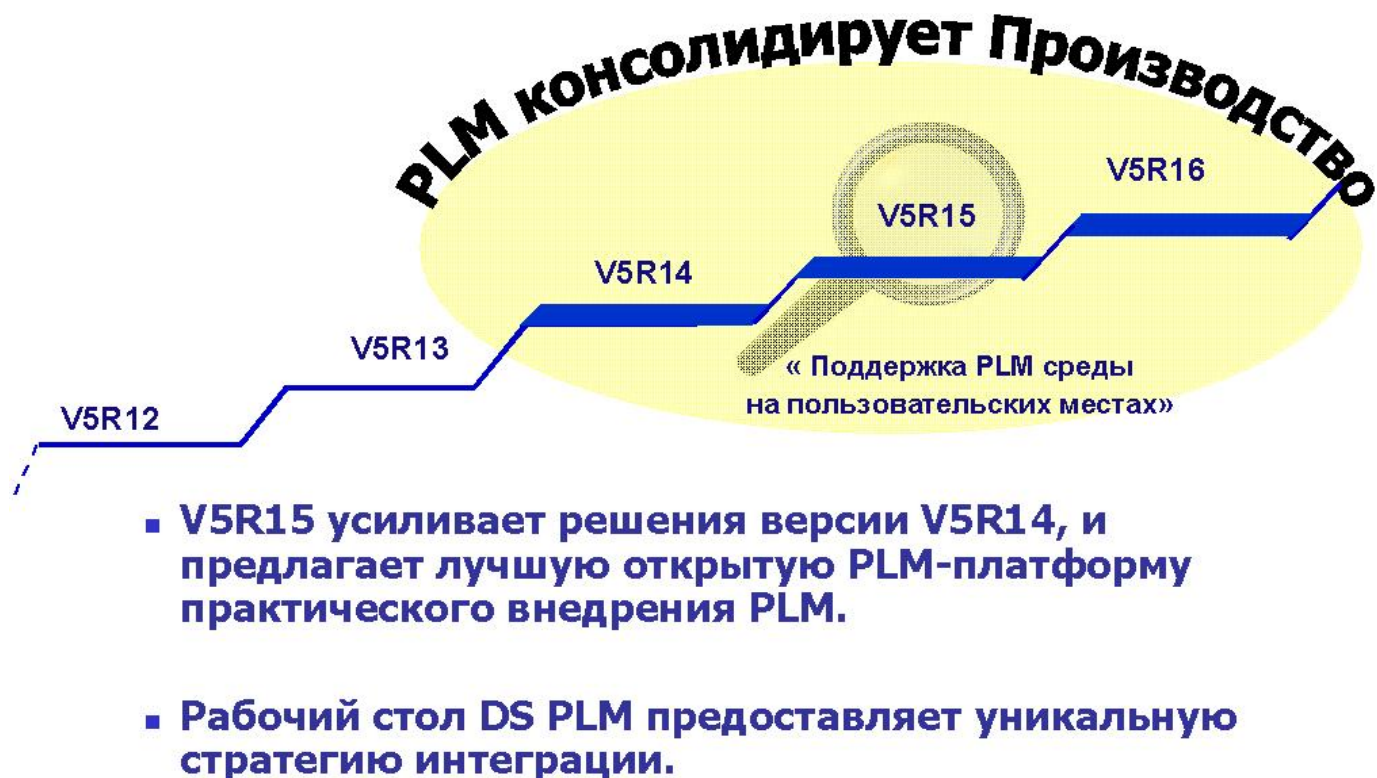 PLM консолидирует Производство
V5R16
V5R15
V5R14
V5R13
V5R12
« Поддержка PLM среды
на пользовательских местах»
V5R15 усиливает решения версии V5R14, и
предлагает лучшую открытую PLM-платформу
практического внедрения PLM.
Рабочий стол DS PLM предоставляет уникальную
стратегию интеграции.